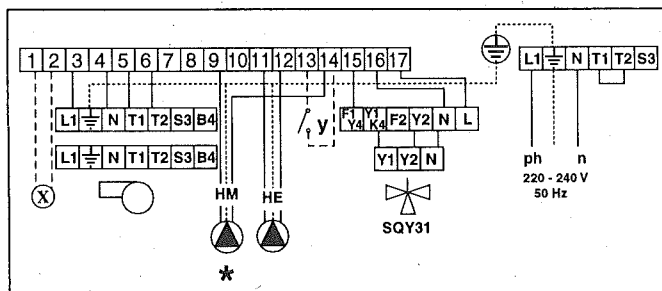 1 2 3 4 5 6 7 8 9 10 11 12 13 14 15 16 17
L1 N T1 T2 S3
L1 N T1 T2 S3 B4
F1 Y4 Y1 K4 F2 Y2 N L
y
L1 N T1 T2 S3 B4
Y1 Y2 N
ph n
220 - 240 V
50 Hz
X
HM HE
SQY31
*